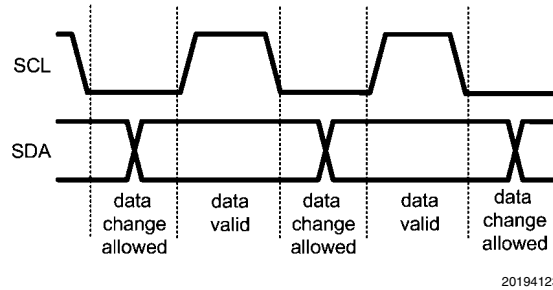 SCL
SDA
data change allowed
data valid
data change allowed
data valid
data change allowed
2019412